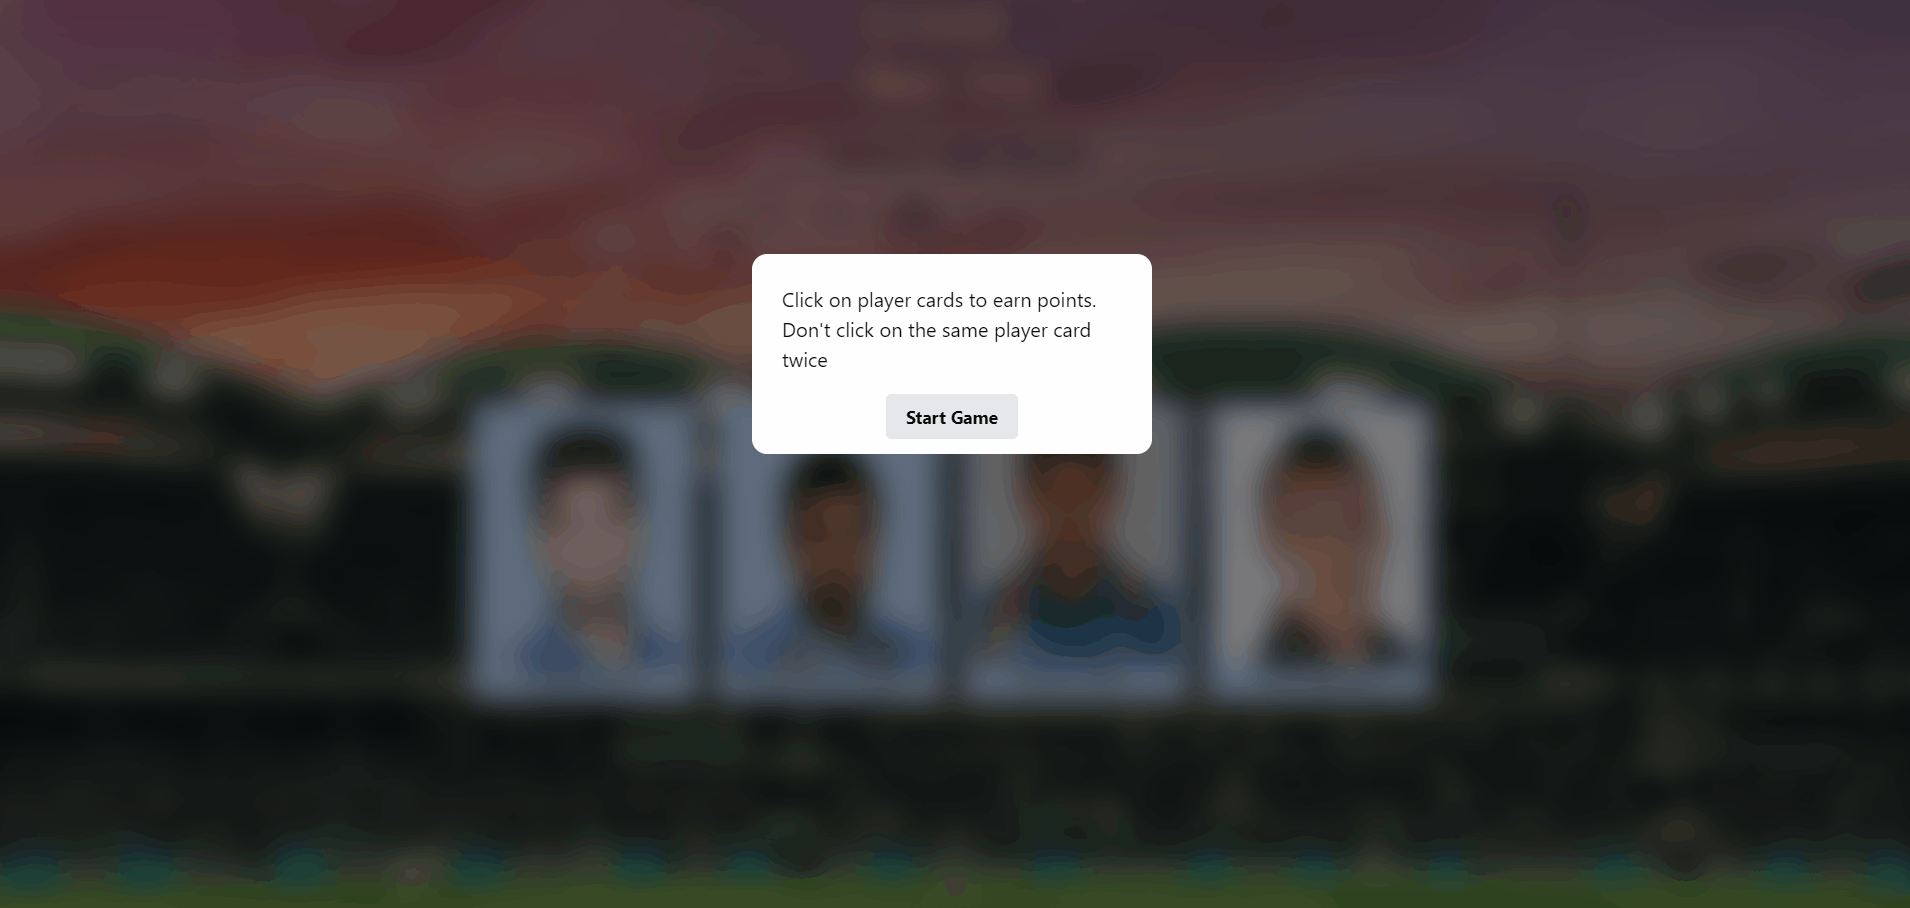 Click on player cards to earn points.
Don't click on the same player card
twice
Start Game